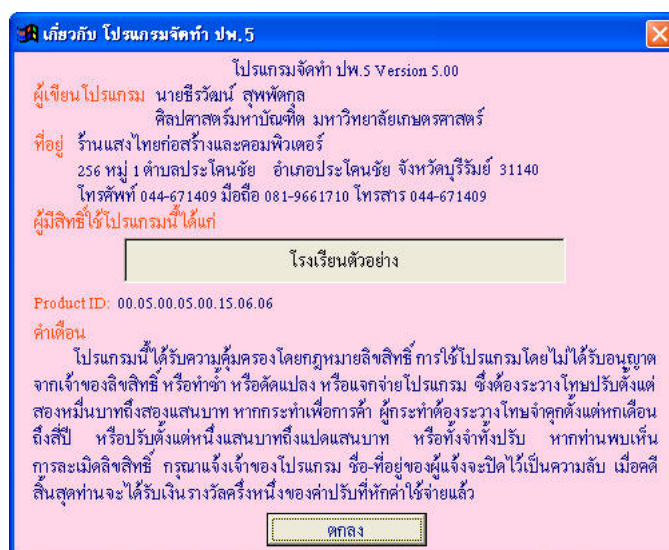 เกี่ยวกับ โปรแกรมจัดทำ ปพ.5
โปรแกรมจัดทำ ปพ.5 Version 5.00
ผู้เขียนโปรแกรม นายธีรวัฒน์ สุพพัตกุล
ศิลปศาสตร์มหาบัณฑิต มหาวิทยาลัยเกษตรศาสตร์
ที่อยู่ ร้านแสงไทยก่อสร้างและคอมพิวเตอร์
256 หมู่ 1 ตำบลประโคนชัย อำเภอประโคนชัย จังหวัดบุรีรัมย์ 31140
โทรศัพท์ 044-671409 มือถือ 081-9661710 โทรสาร 044-671409
ผู้มีสิทธิ์ใช้โปรแกรมนี้ได้แก่
โรงเรียนตัวอย่าง
Product ID: 00.05.00.05.00.15.06.06
คำเตือน
โปรแกรมนี้ได้รับความคุ้มครองโดยกฎหมายลิขสิทธิ์ การใช้โปรแกรมโดยไม่ได้รับอนุญาต
จากเจ้าของลิขสิทธิ์ หรือทำซ้ำ หรือดัดแปลง หรือแจกจ่ายโปรแกรม ซึ่งต้องระวางโทษปรับตั้งแต่
สองหมื่นบาทถึงสองแสนบาท หากกระทำเพื่อการค้า ผู้กระทำต้องระวางโทษจำคุกตั้งแต่หกเดือน
ถึงสี่ปี หรือปรับตั้งแต่หนึ่งแสนบาทถึงแปดแสนบาท หรือทั้งจำทั้งปรับ หากท่านพบเห็น
การละเมิดลิขสิทธิ์ กรุณาแจ้งเจ้าของโปรแกรม ชื่อ-ที่อยู่ของผู้แจ้งจะปิดไว้เป็นความลับ เมื่อคดี
สิ้นสุดท่านจะได้รับเงินรางวัลครึ่งหนึ่งของค่าปรับที่หักค่าใช้จ่ายแล้ว
ตกลง